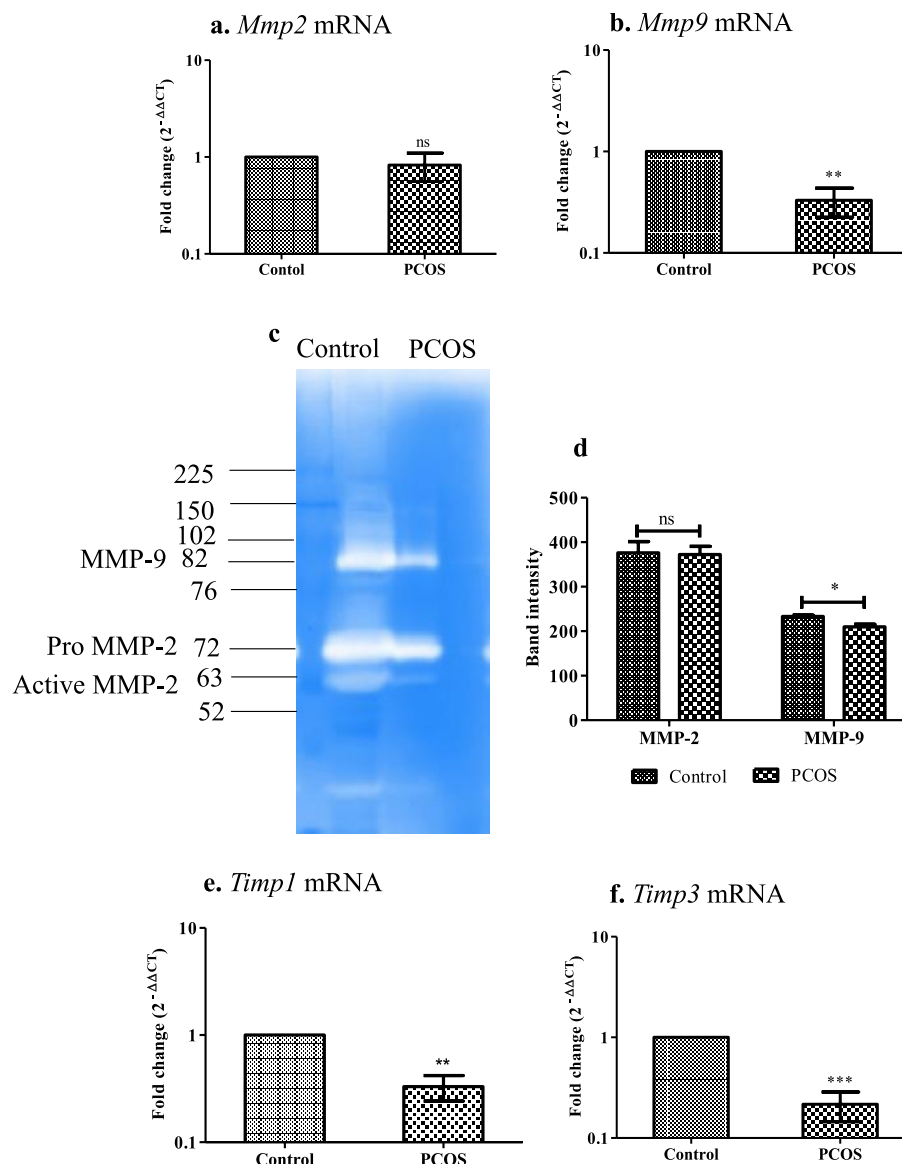 a. Mmp2 mRNA
Fold change (2^-ΔΔCT)
10
1
0.1
ns
Contol
PCOS
b. Mmp9 mRNA
Fold change (2^-ΔΔCT)
10
1
0.1
**
Control
PCOS
c
Control PCOS
225
150
102
MMP-9 82
76
Pro MMP-2 72
Active MMP-2 63
52
d
Band intensity
500
400
300
200
100
0
ns
*
MMP-2
MMP-9
Control
PCOS
e. Timp1 mRNA
Fold change (2^-ΔΔCT)
10
1
0.1
**
Control
PCOS
f. Timp3 mRNA
Fold change (2^-ΔΔCT)
10
1
0.1
***
Control
PCOS